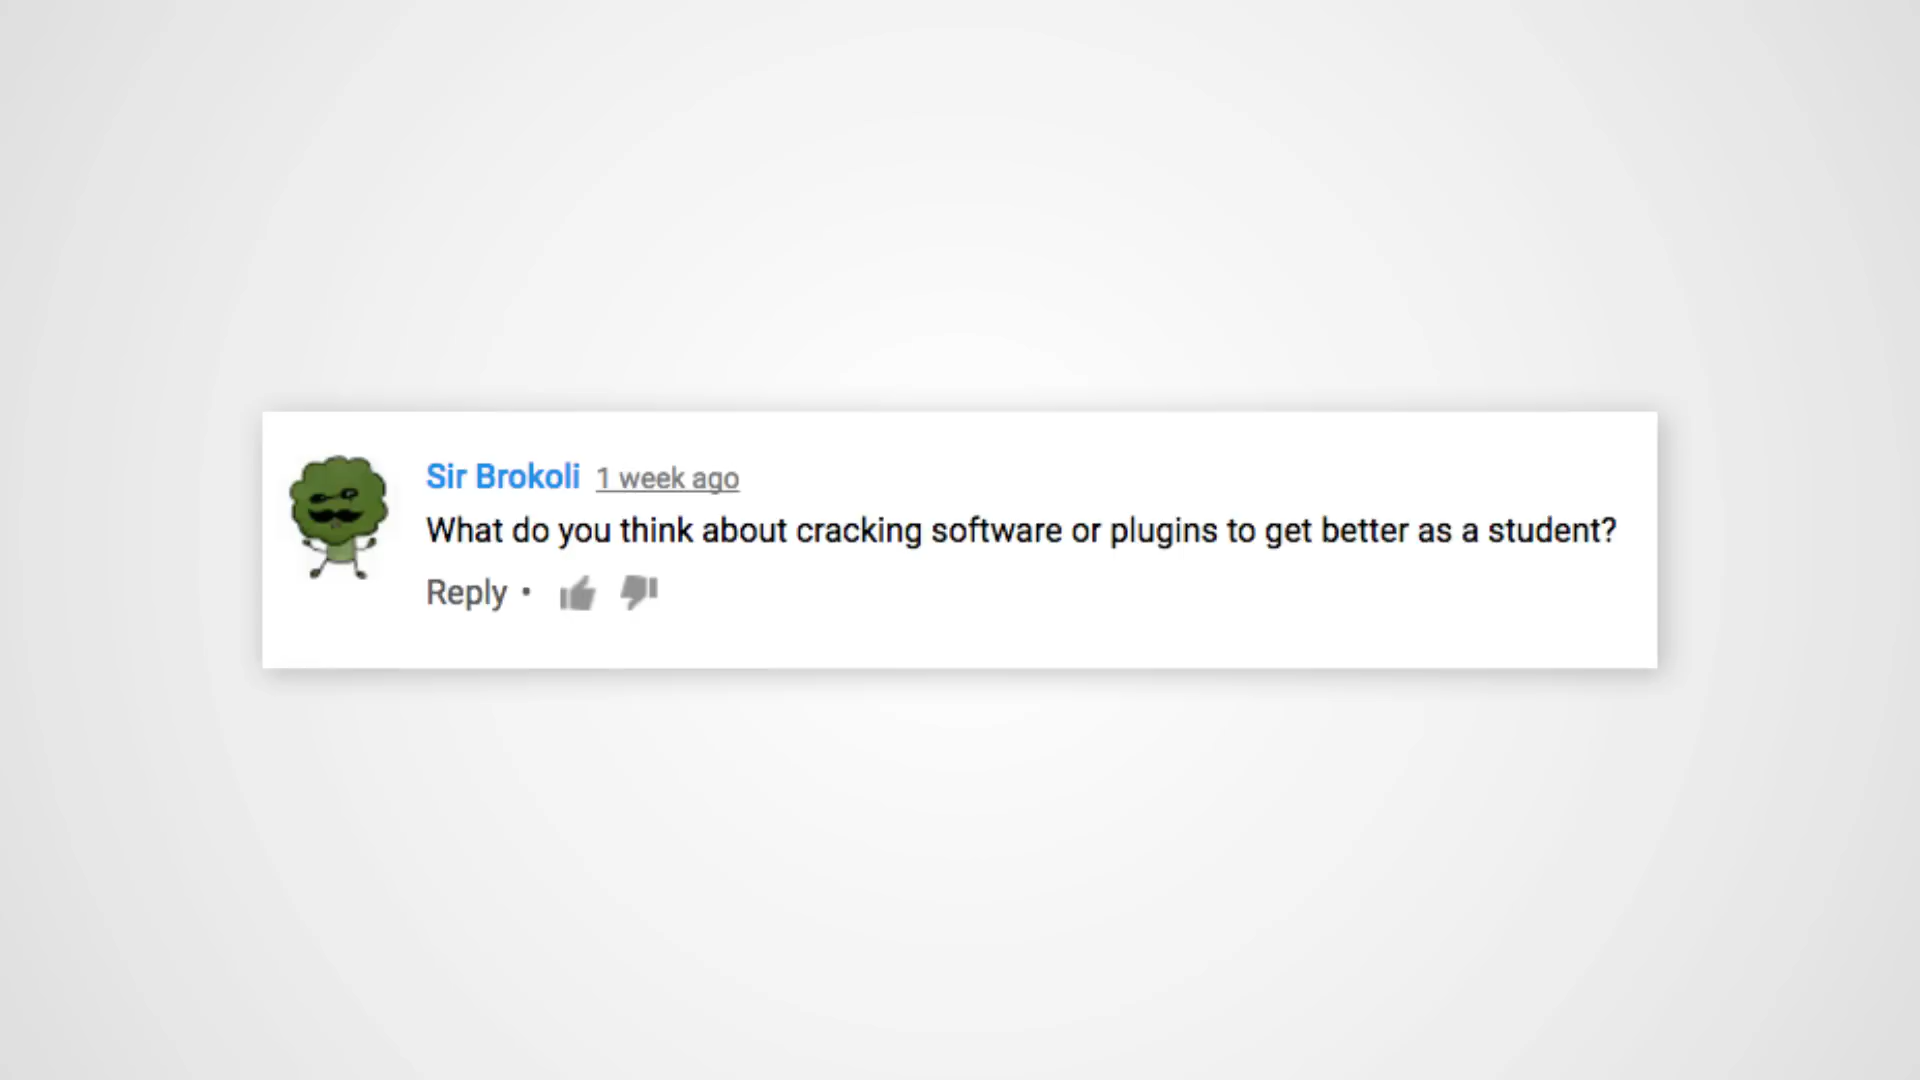 Sir Brokoli 1 week ago
What do you think about cracking software or plugins to get better as a student?
Reply •